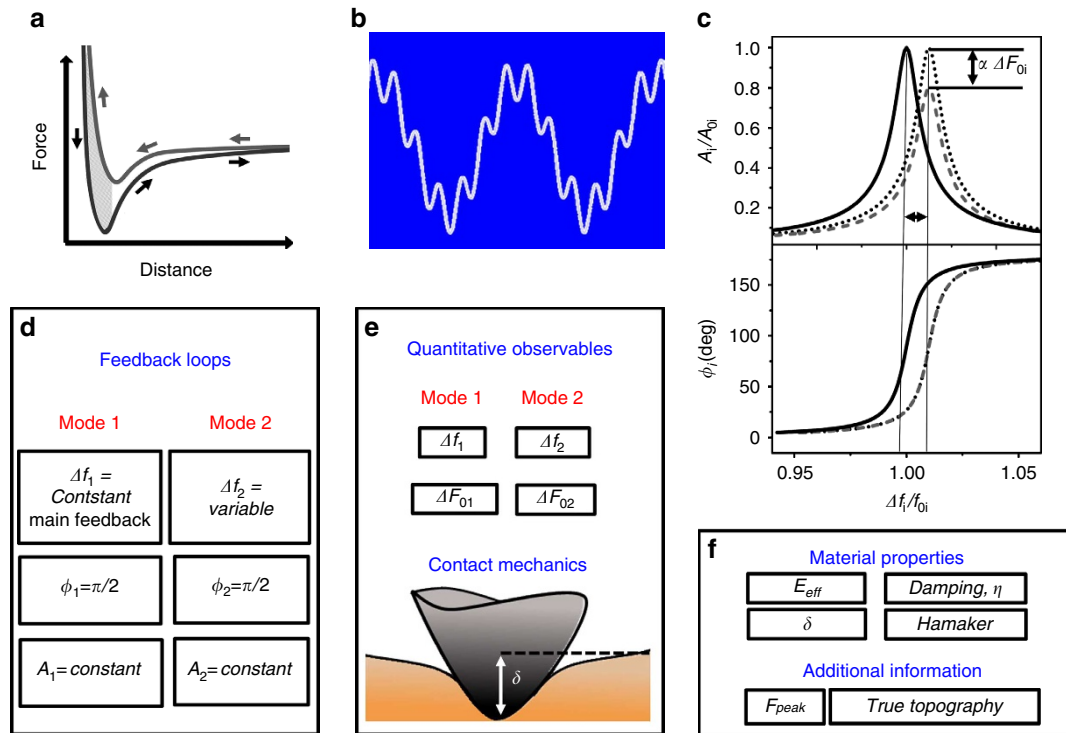 a
Force
Distance
b
c
1.0
0.8
0.6
0.4
0.2
A_i/A_0i
α ΔF_0i
150
100
50
0
ϕ_i(deg)
0.95
1.00
1.05
Δf_i/f_0i
d
Feedback loops
Mode 1
Mode 2
Δf_1 =
Contstant
main feedback
Δf_2 =
variable
ϕ_1=π/2
ϕ_2=π/2
A_1= constant
A_2= constant
e
Quantitative observables
Mode 1
Mode 2
Δf_1
Δf_2
ΔF_01
ΔF_02
Contact mechanics
δ
f
Material properties
E_eff
Damping, η
δ
Hamaker
Additional information
F_peak
True topography